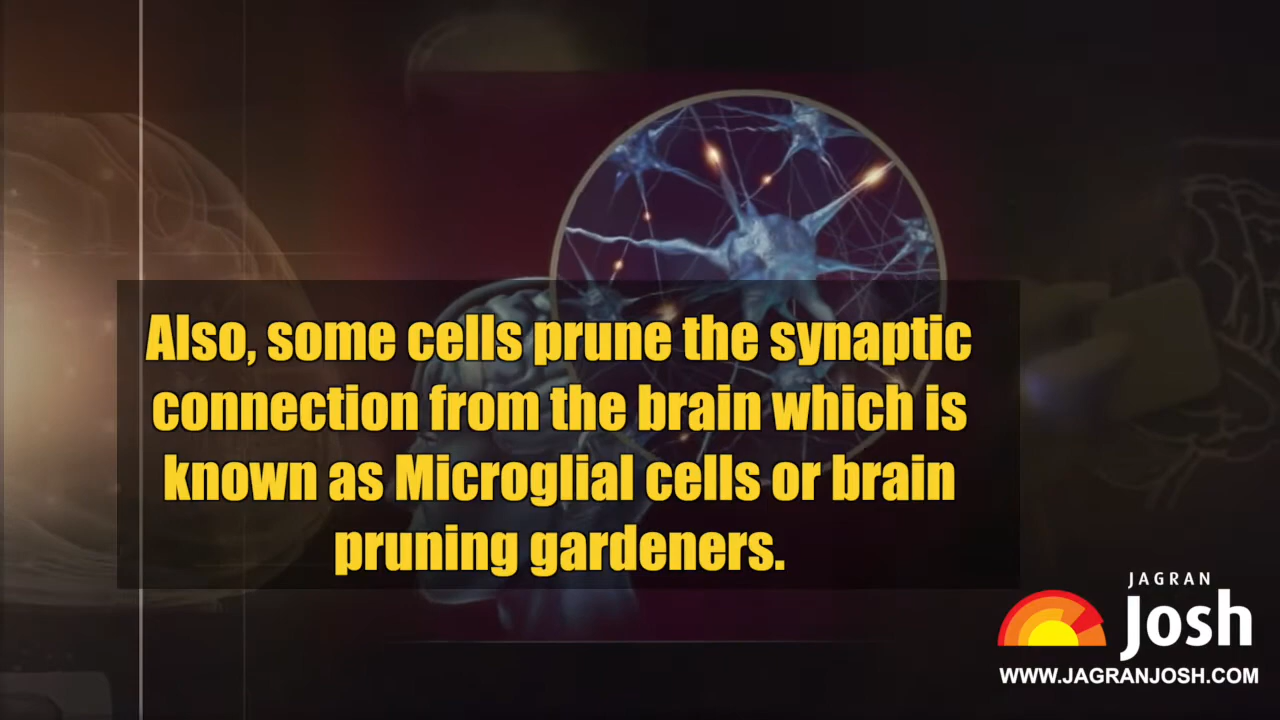 Also, some cells prune the synaptic
connection from the brain which is
known as Microglial cells or brain
pruning gardeners.
JAGRAN
Josh
WWW.JAGRANJOSH.COM